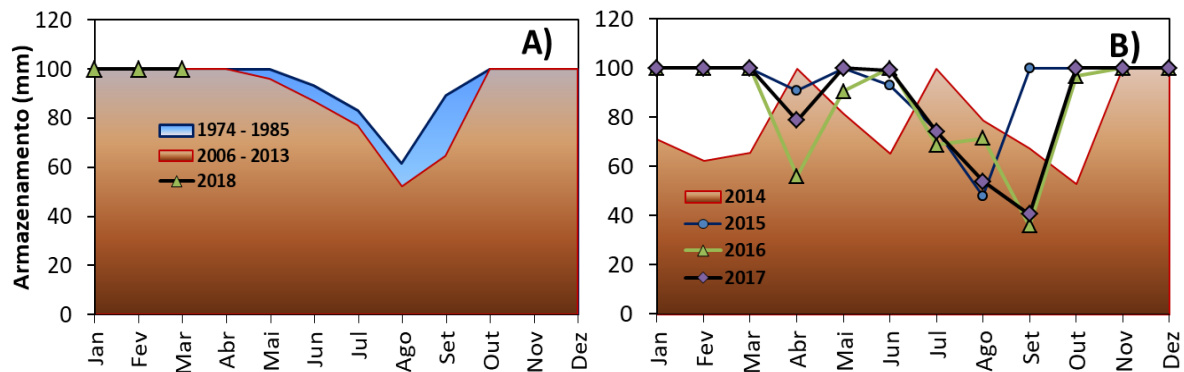 Armazenamento (mm)
120
100
80
60
40
20
0
A)
1974 - 1985
2006 - 2013
2018
Jan Fev Mar Abr Mai Jun Jul Ago Set Out Nov Dez
120
100
80
60
40
20
0
B)
2014
2015
2016
2017
Jan Fev Mar Abr Mai Jun Jul Ago Set Out Nov Dez